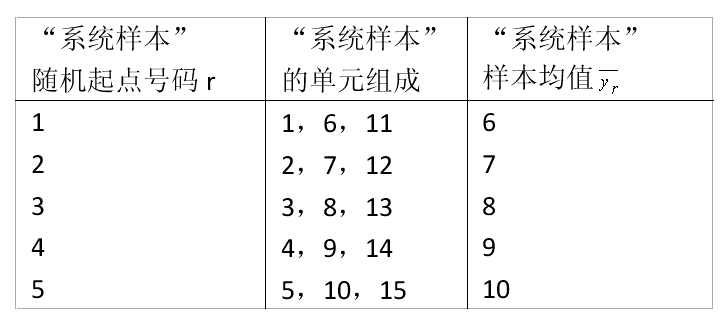 “系统样本” “系统样本” “系统样本”
随机起点号码 r 的单元组成 样本均值 $\overline{y_r}$
1 1，6，11 6
2 2，7，12 7
3 3，8，13 8
4 4，9，14 9
5 5，10，15 10